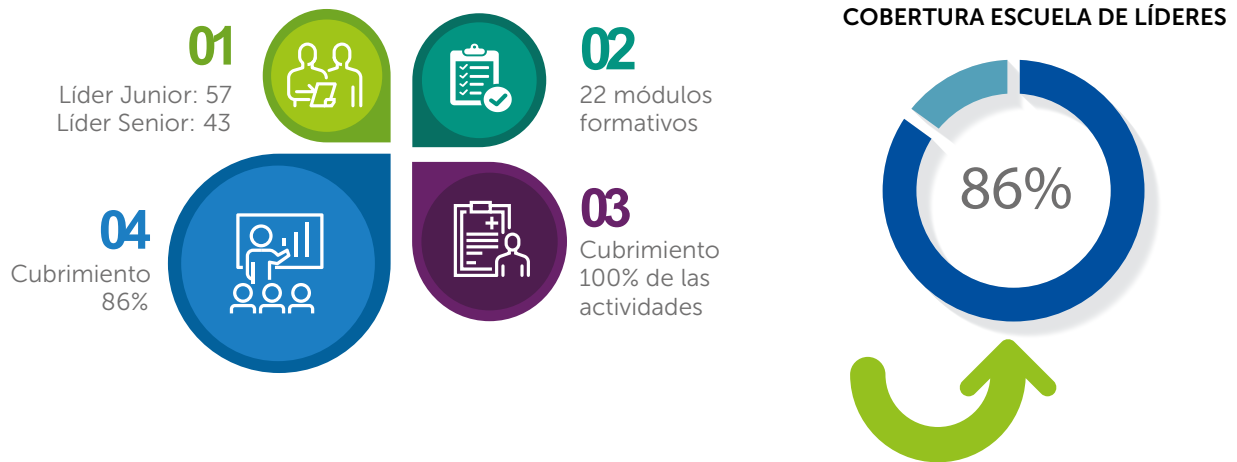 01
Líder Junior: 57
Líder Senior: 43
02
22 módulos
formativos
03
Cubrimiento
100% de las
actividades
04
Cubrimiento
86%
COBERTURA ESCUELA DE LÍDERES
86%